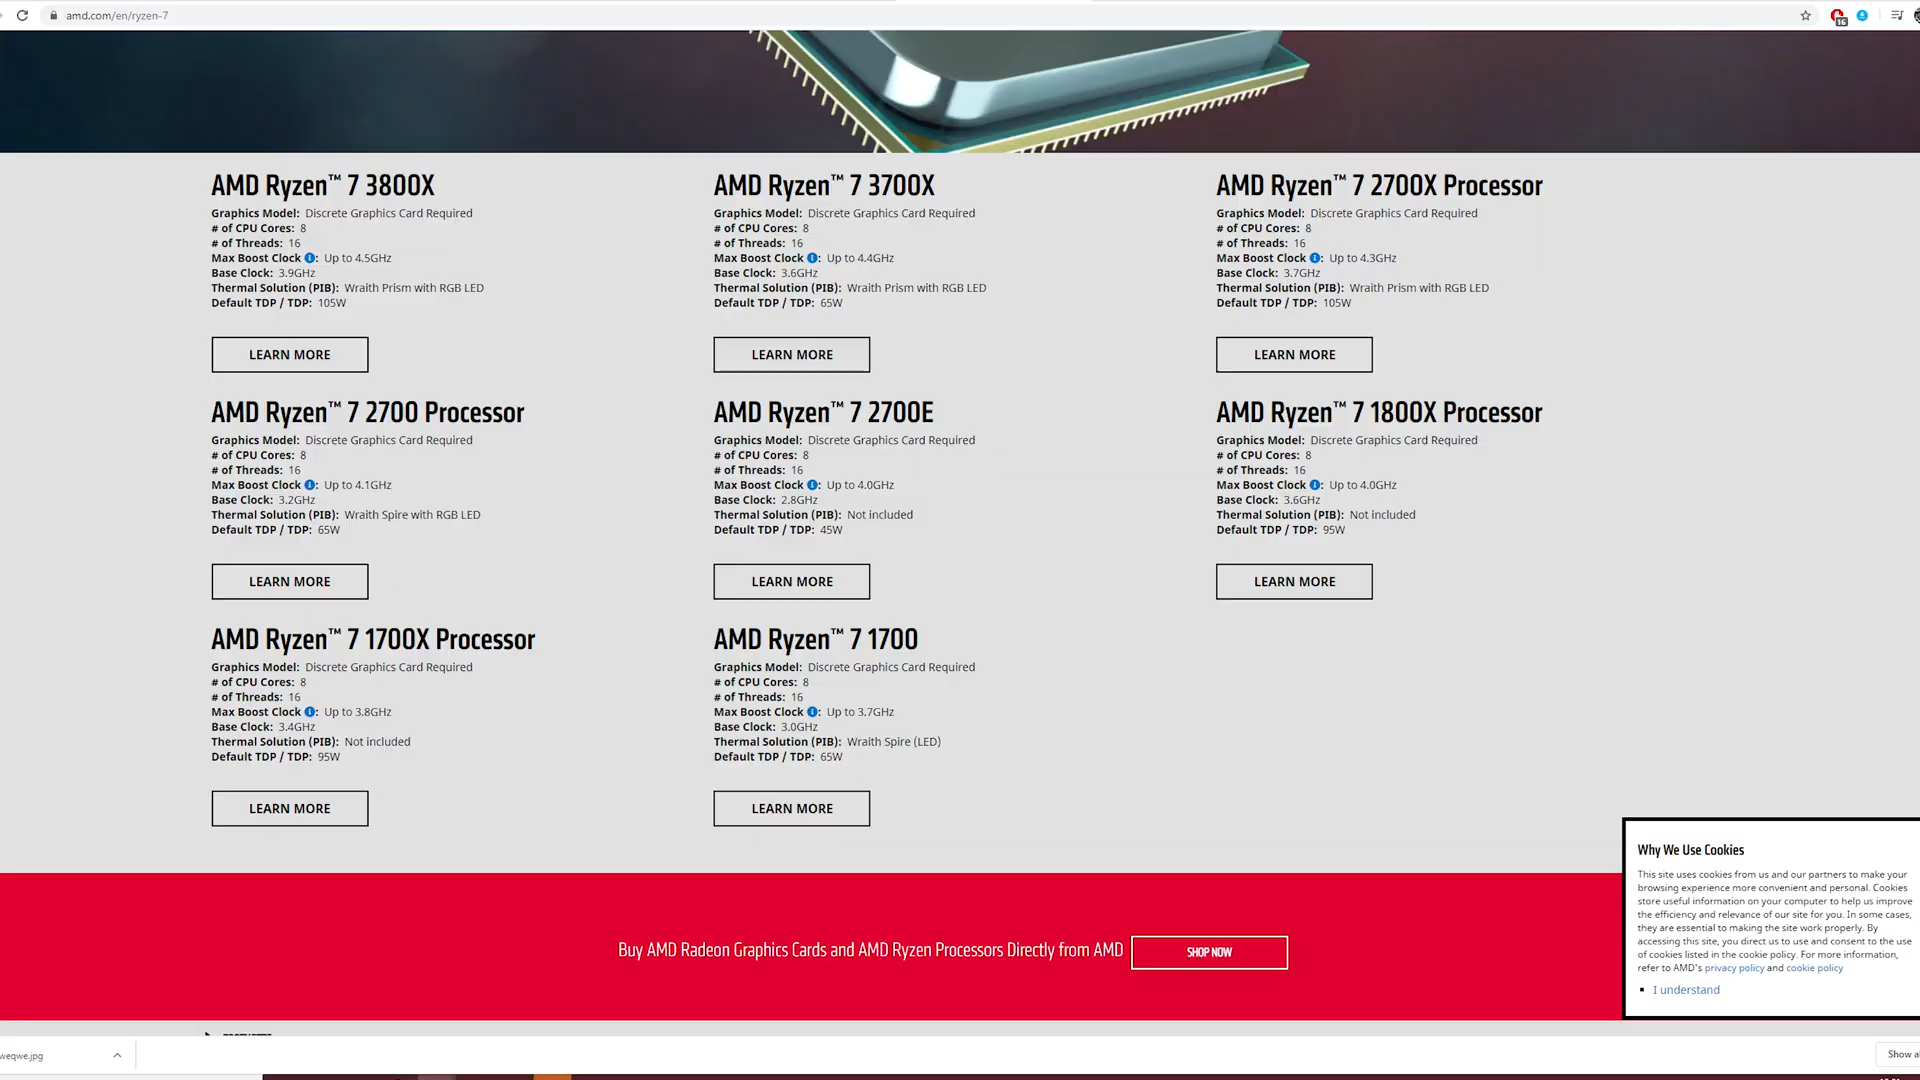 amd.com/en/ryzen-7
16
AMD Ryzen™ 7 3800X
Graphics Model: Discrete Graphics Card Required
# of CPU Cores: 8
# of Threads: 16
Max Boost Clock i: Up to 4.5GHz
Base Clock: 3.9GHz
Thermal Solution (PIB): Wraith Prism with RGB LED
Default TDP / TDP: 105W
LEARN MORE
AMD Ryzen™ 7 3700X
Graphics Model: Discrete Graphics Card Required
# of CPU Cores: 8
# of Threads: 16
Max Boost Clock i: Up to 4.4GHz
Base Clock: 3.6GHz
Thermal Solution (PIB): Wraith Prism with RGB LED
Default TDP / TDP: 65W
LEARN MORE
AMD Ryzen™ 7 2700X Processor
Graphics Model: Discrete Graphics Card Required
# of CPU Cores: 8
# of Threads: 16
Max Boost Clock i: Up to 4.3GHz
Base Clock: 3.7GHz
Thermal Solution (PIB): Wraith Prism with RGB LED
Default TDP / TDP: 105W
LEARN MORE
AMD Ryzen™ 7 2700 Processor
Graphics Model: Discrete Graphics Card Required
# of CPU Cores: 8
# of Threads: 16
Max Boost Clock i: Up to 4.1GHz
Base Clock: 3.2GHz
Thermal Solution (PIB): Wraith Spire with RGB LED
Default TDP / TDP: 65W
LEARN MORE
AMD Ryzen™ 7 2700E
Graphics Model: Discrete Graphics Card Required
# of CPU Cores: 8
# of Threads: 16
Max Boost Clock i: Up to 4.0GHz
Base Clock: 2.8GHz
Thermal Solution (PIB): Not included
Default TDP / TDP: 45W
LEARN MORE
AMD Ryzen™ 7 1800X Processor
Graphics Model: Discrete Graphics Card Required
# of CPU Cores: 8
# of Threads: 16
Max Boost Clock i: Up to 4.0GHz
Base Clock: 3.6GHz
Thermal Solution (PIB): Not included
Default TDP / TDP: 95W
LEARN MORE
AMD Ryzen™ 7 1700X Processor
Graphics Model: Discrete Graphics Card Required
# of CPU Cores: 8
# of Threads: 16
Max Boost Clock i: Up to 3.8GHz
Base Clock: 3.4GHz
Thermal Solution (PIB): Not included
Default TDP / TDP: 95W
LEARN MORE
AMD Ryzen™ 7 1700
Graphics Model: Discrete Graphics Card Required
# of CPU Cores: 8
# of Threads: 16
Max Boost Clock i: Up to 3.7GHz
Base Clock: 3.0GHz
Thermal Solution (PIB): Wraith Spire (LED)
Default TDP / TDP: 65W
LEARN MORE
Buy AMD Radeon Graphics Cards and AMD Ryzen Processors Directly from AMD
SHOP NOW
Why We Use Cookies
This site uses cookies from us and our partners to make your
browsing experience more convenient and personal. Cookies
store useful information on your computer to help us improve
the efficiency and relevance of our site for you. In some cases,
they are essential to making the site work properly. By
accessing this site, you direct us to use and consent to the use
of cookies listed in the cookie policy. For more information,
refer to AMD's privacy policy and cookie policy
I understand
weqwe.jpg
Show al